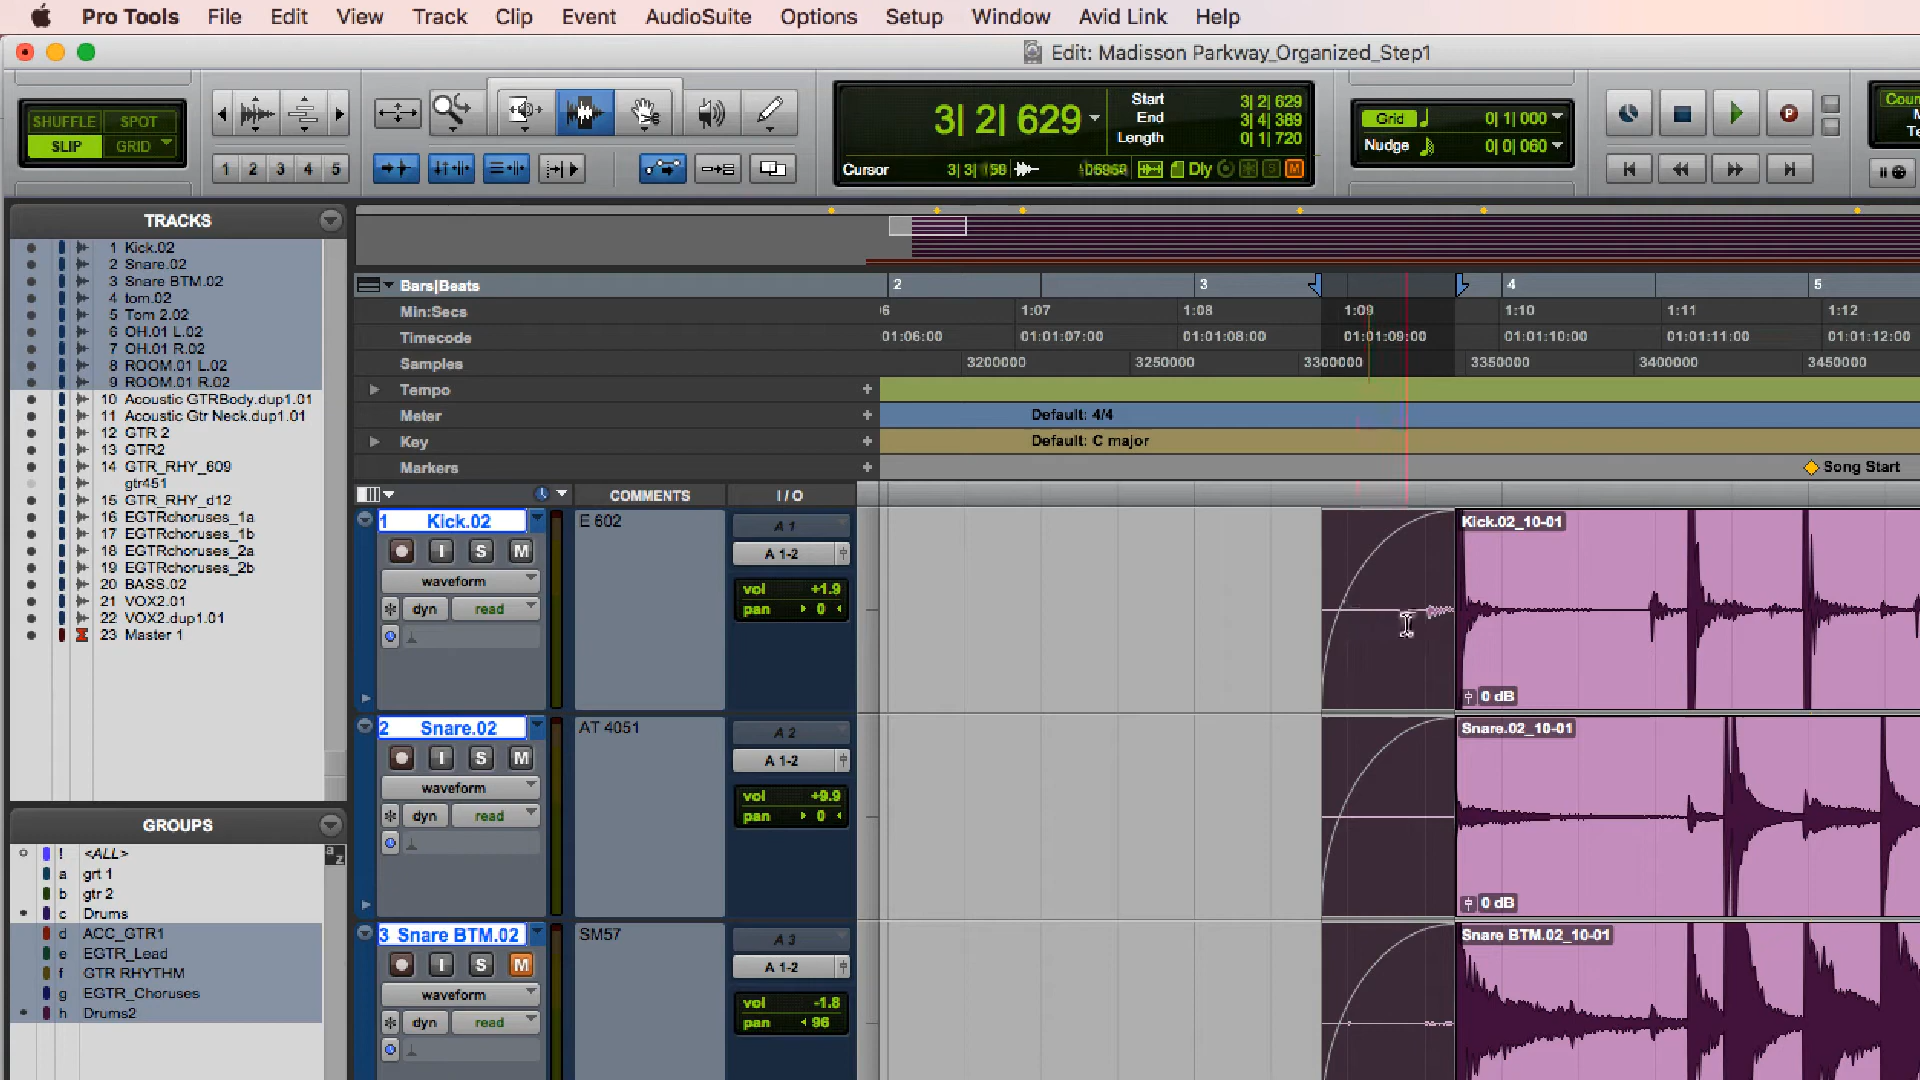 Pro Tools File Edit View Track Clip Event AudioSuite Options Setup Window Avid Link Help
Edit: Madisson Parkway_Organized_Step1
SHUFFLE SPOT
SLIP GRID
1 2 3 4 5
3| 2| 629
Start 3| 2| 629
End 3| 4| 389
Length 0| 1| 720
Cursor
Dly S M
Grid 0| 1| 000
Nudge 0| 0| 060
P
Coun
Te
TRACKS
1 Kick.02
2 Snare.02
3 Snare BTM.02
4 tom.02
5 Tom 2.02
6 OH.01 L.02
7 OH.01 R.02
8 ROOM.01 L.02
9 ROOM.01 R.02
10 Acoustic GTRBody.dup1.01
11 Acoustic Gtr Neck.dup1.01
12 GTR 2
13 GTR2
14 GTR_RHY_609
gtr451
15 GTR_RHY_d12
16 EGTRchoruses_1a
17 EGTRchoruses_1b
18 EGTRchoruses_2a
19 EGTRchoruses_2b
20 BASS.02
21 VOX2.01
22 VOX2.dup1.01
23 Master 1
GROUPS
! <ALL>
a z
a grt 1
b gtr 2
c Drums
d ACC_GTR1
e EGTR_Lead
f GTR RHYTHM
g EGTR_Choruses
h Drums2
Bars|Beats 2 3 4 5
Min:Secs 1:07 1:08 1:09 1:10 1:11 1:12
Timecode 01:06:00 01:01:07:00 01:01:08:00 01:01:09:00 01:01:10:00 01:01:11:00 01:01:12:00
Samples 3200000 3250000 3300000 3350000 3400000 3450000
Tempo +
Meter + Default: 4/4
Key + Default: C major
Markers + Song Start
COMMENTS I / O
1 Kick.02 E 602 A 1
I S M A 1-2
waveform
vol +1.9
dyn read pan 0
Kick.02_10-01
0 dB
2 Snare.02 AT 4051 A 2
I S M A 1-2
waveform
vol +9.9
dyn read pan 0
Snare.02_10-01
0 dB
3 Snare BTM.02 SM57 A 3
I S M A 1-2
waveform
vol -1.8
dyn read pan 96
Snare BTM.02_10-01